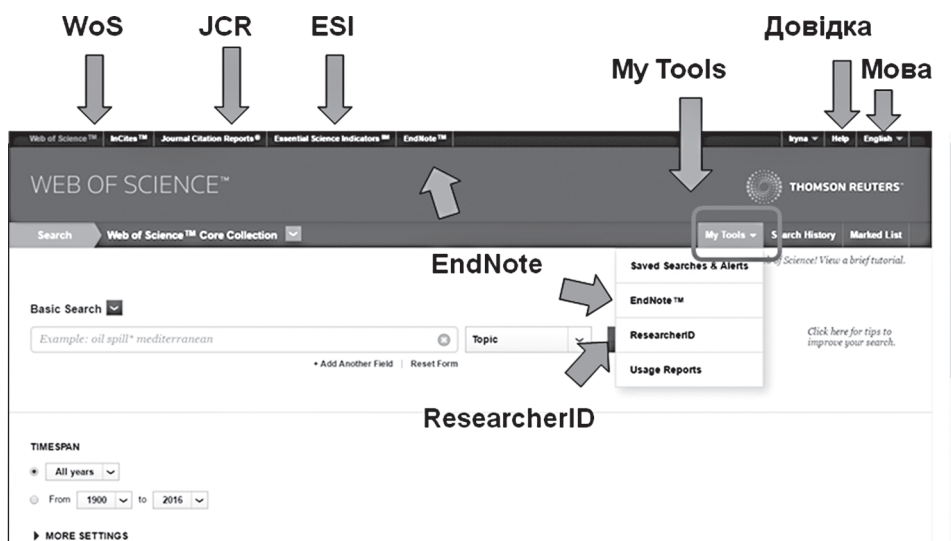 WoS JCR ESI Довідка
My Tools Мова
Web of Science™ InCites™ Journal Citation Reports® Essential Science Indicators℠ EndNote™ Iryna Help English
WEB OF SCIENCE™ THOMSON REUTERS™
Search Web of Science™ Core Collection My Tools Search History Marked List
EndNote Saved Searches & Alerts of Science! View a brief tutorial.
EndNote™
Basic Search
Example: oil spill* mediterranean Topic ResearcherID Click here for tips to
improve your search.
+ Add Another Field | Reset Form Usage Reports
ResearcherID
TIMESPAN
All years
From 1900 to 2016
MORE SETTINGS